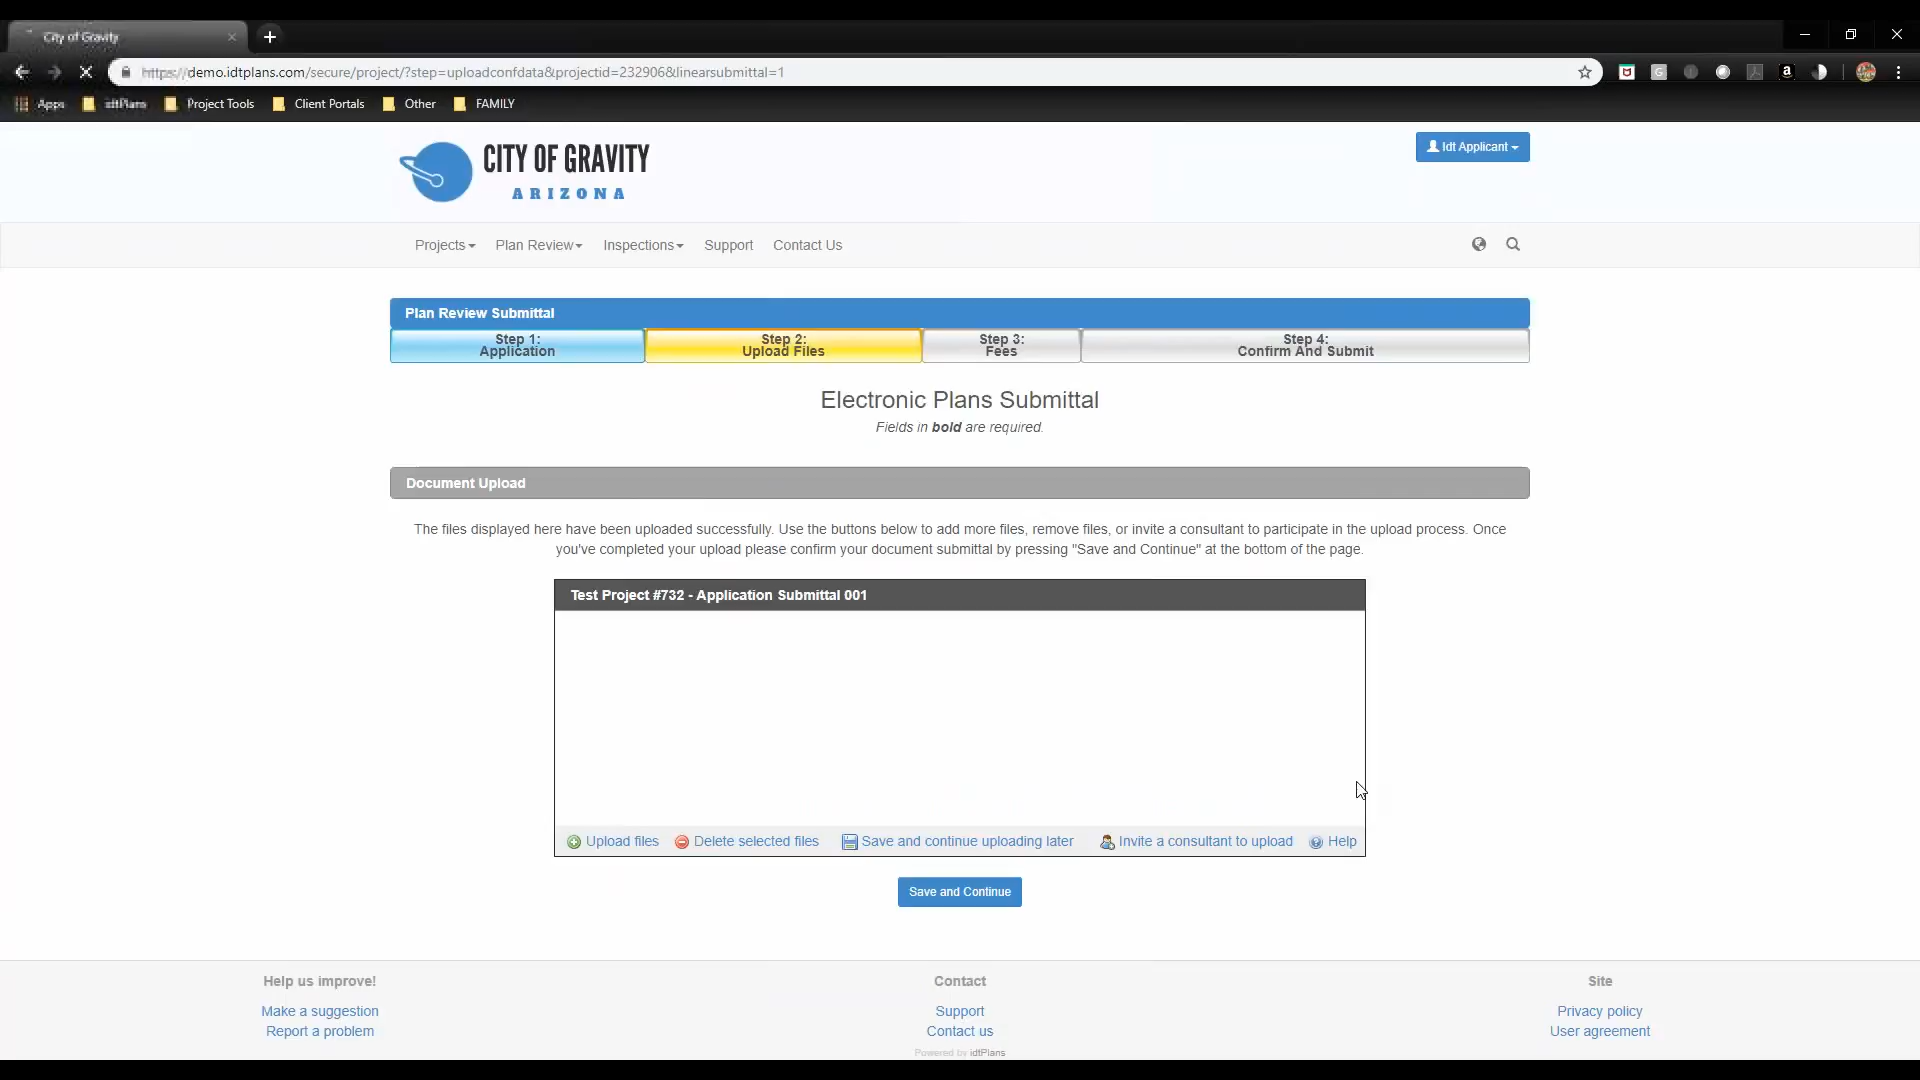 City of Gravity
https://demo.idtplans.com/secure/project/?step=uploadconfdata&projectid=232906&linearsubmittal=1
Apps idtPlans Project Tools Client Portals Other FAMILY
CITY OF GRAVITY
ARIZONA
Idt Applicant
Projects Plan Review Inspections Support Contact Us
Plan Review Submittal
Step 1:
Application
Step 2:
Upload Files
Step 3:
Fees
Step 4:
Confirm And Submit
Electronic Plans Submittal
Fields in bold are required.
Document Upload
The files displayed here have been uploaded successfully. Use the buttons below to add more files, remove files, or invite a consultant to participate in the upload process. Once
you've completed your upload please confirm your document submittal by pressing "Save and Continue" at the bottom of the page.
Test Project #732 - Application Submittal 001
Upload files Delete selected files Save and continue uploading later Invite a consultant to upload Help
Save and Continue
Help us improve!
Make a suggestion
Report a problem
Contact
Support
Contact us
Powered by idtPlans
Site
Privacy policy
User agreement